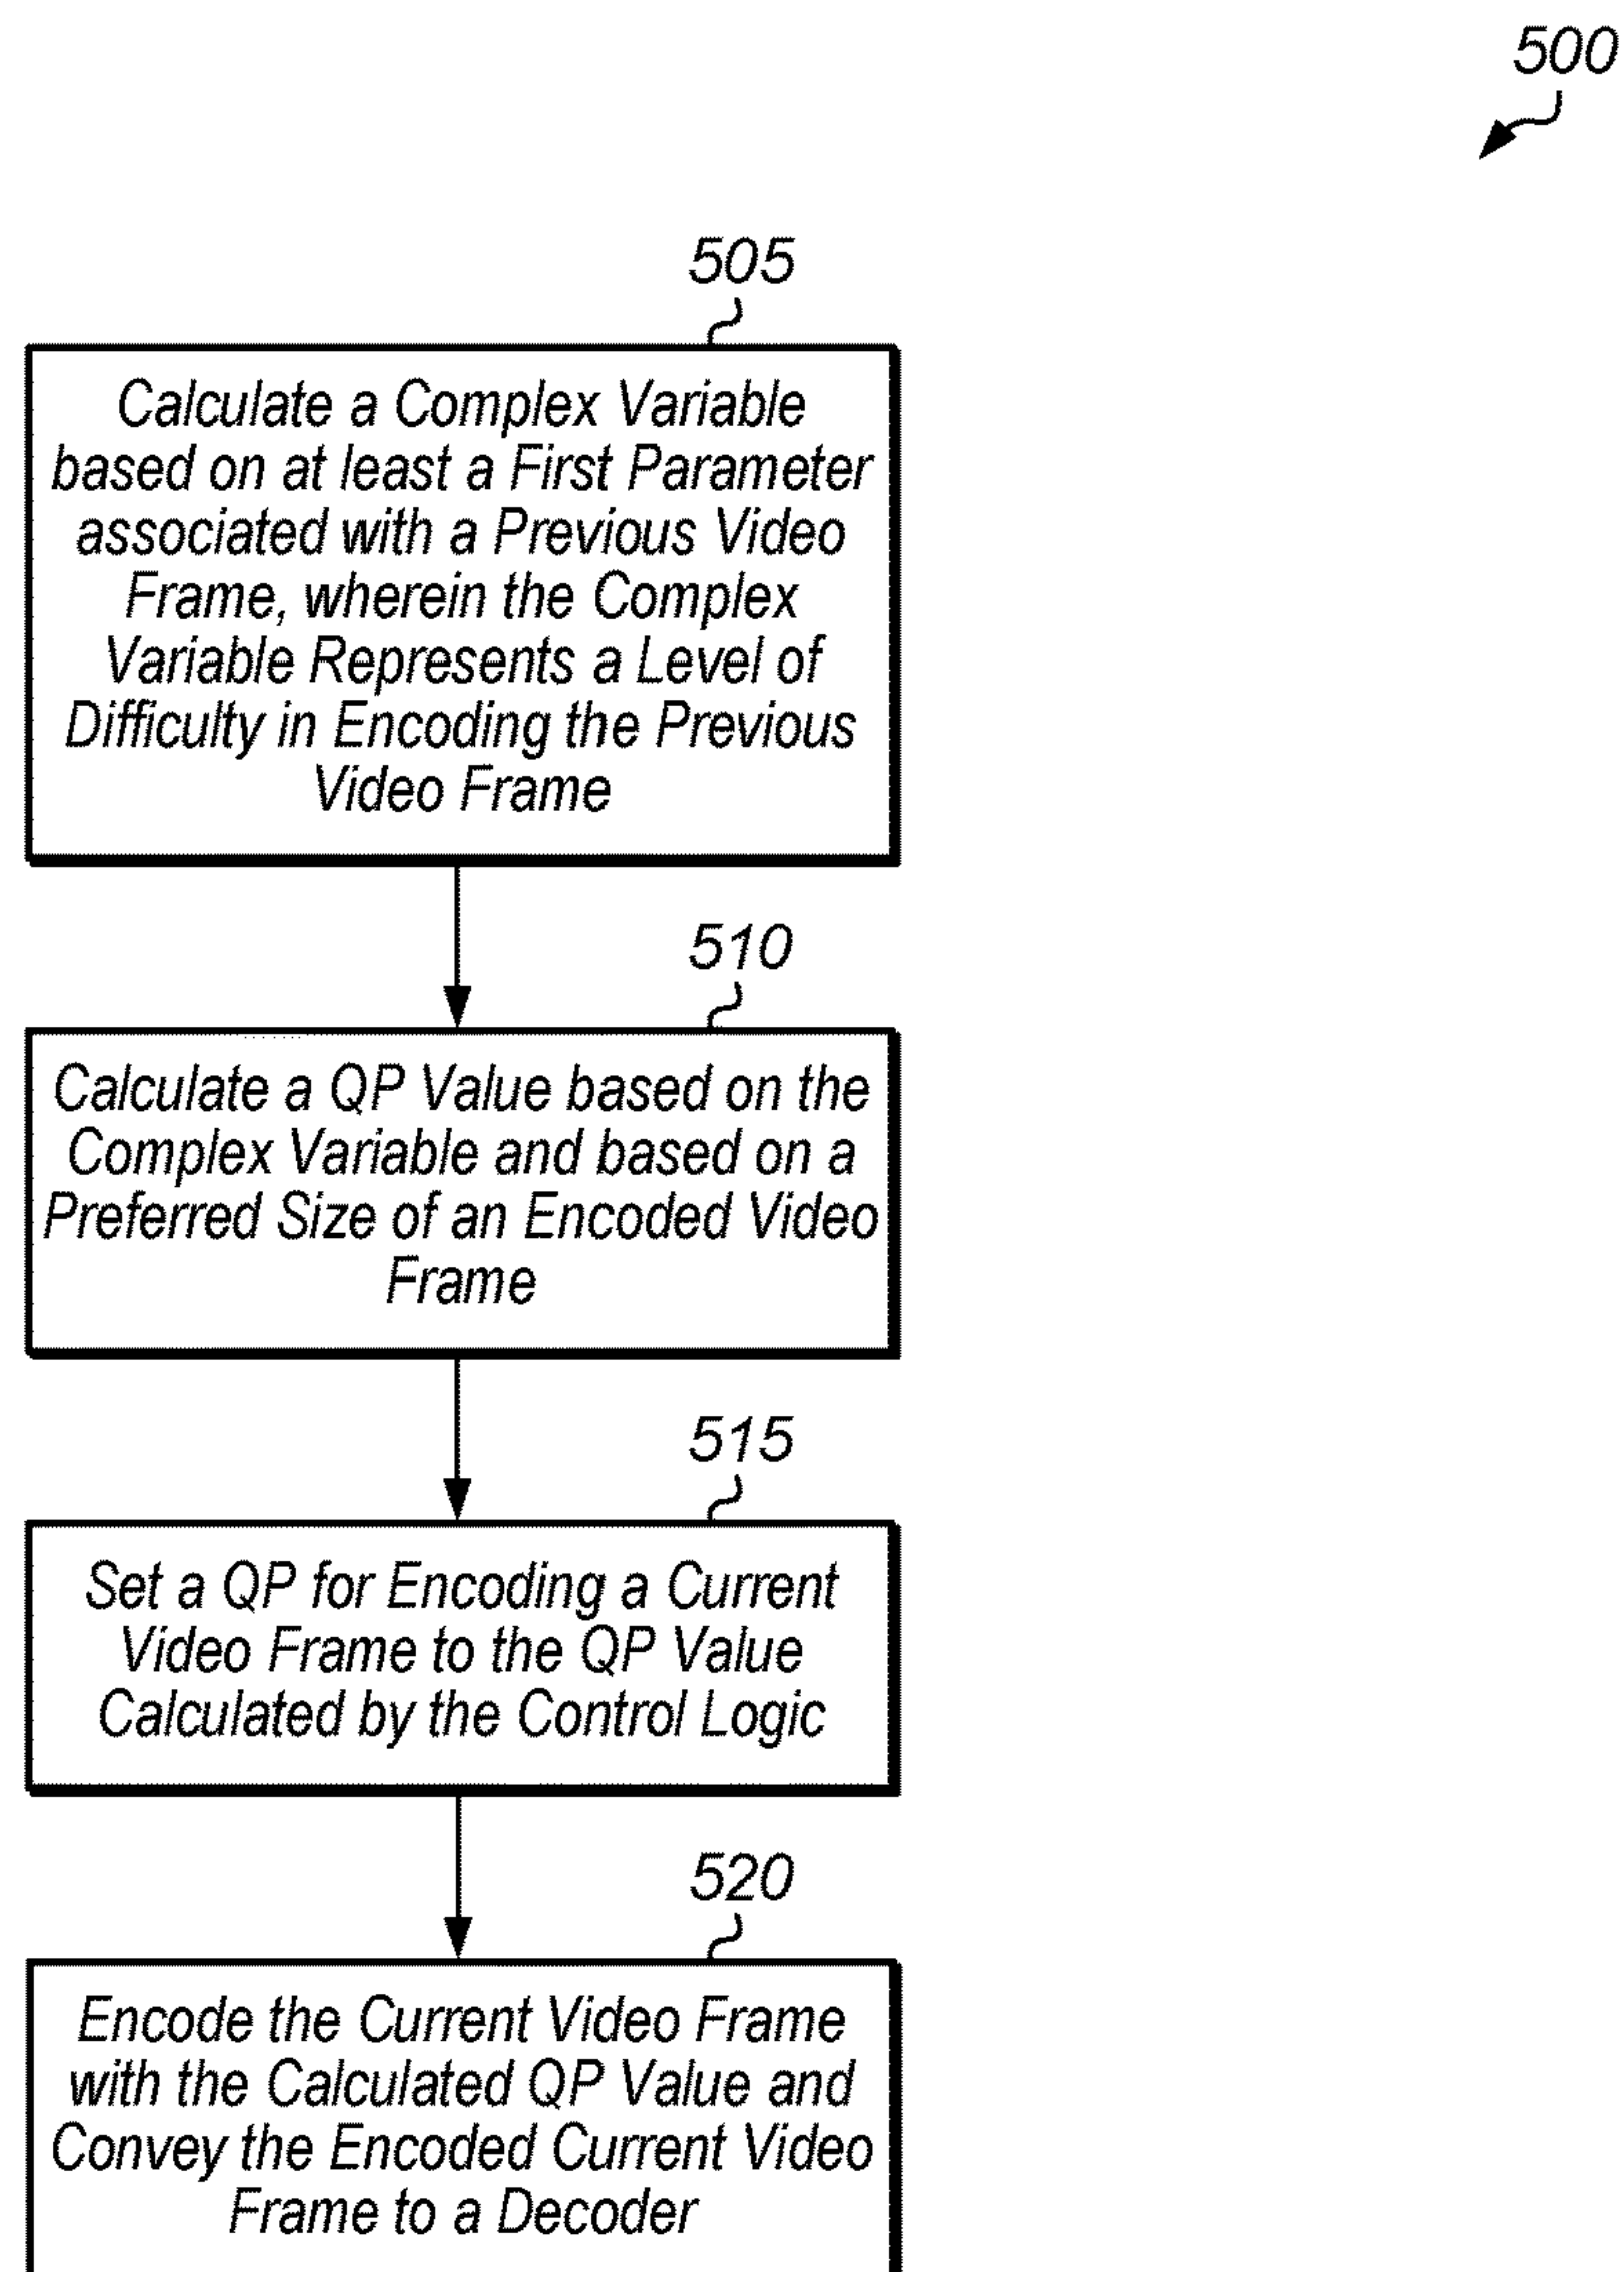 500
505
Calculate a Complex Variable
based on at least a First Parameter
associated with a Previous Video
Frame, wherein the Complex
Variable Represents a Level of
Difficulty in Encoding the Previous
Video Frame
510
Calculate a QP Value based on the
Complex Variable and based on a
Preferred Size of an Encoded Video
Frame
515
Set a QP for Encoding a Current
Video Frame to the QP Value
Calculated by the Control Logic
520
Encode the Current Video Frame
with the Calculated QP Value and
Convey the Encoded Current Video
Frame to a Decoder